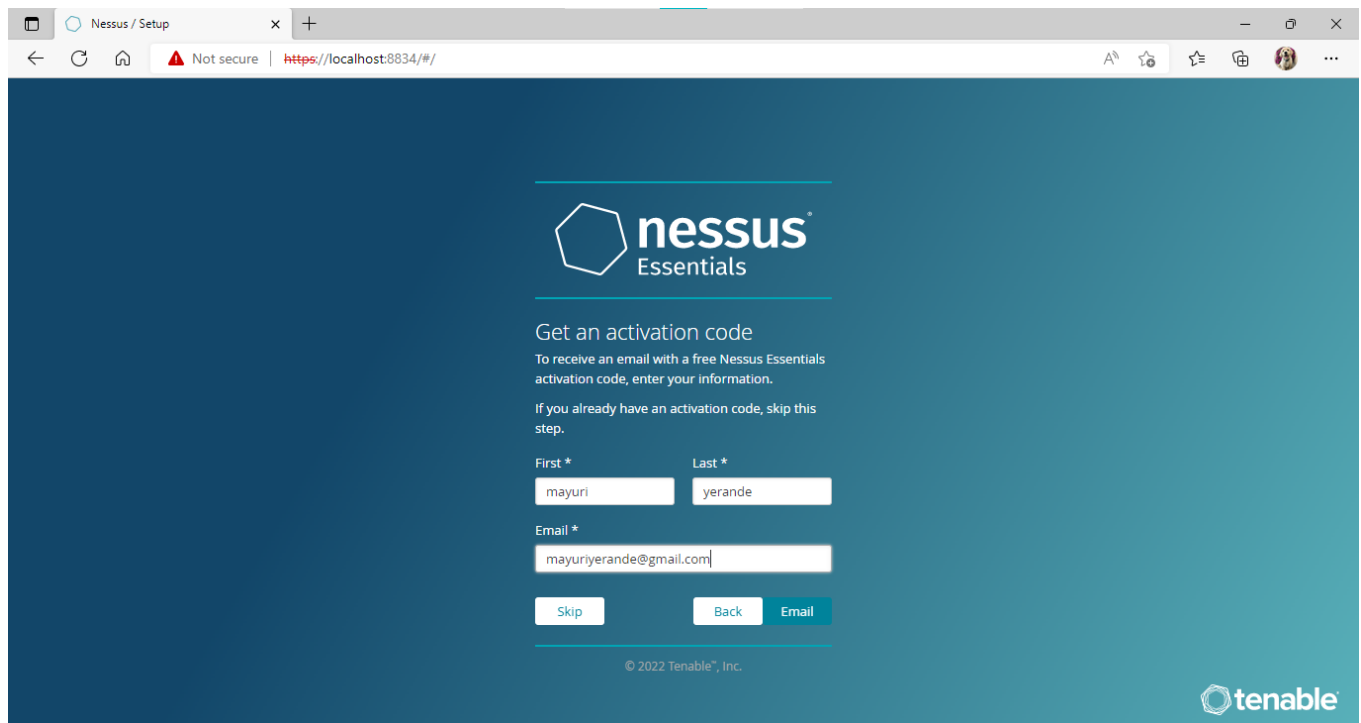 Nessus / Setup
Not secure
https://localhost:8834/#/
nessus®
Essentials
Get an activation code
To receive an email with a free Nessus Essentials
activation code, enter your information.
If you already have an activation code, skip this
step.
First * Last *
mayuri yerande
Email *
mayuriyerande@gmail.com
Skip Back Email
© 2022 Tenable™, Inc.
tenable